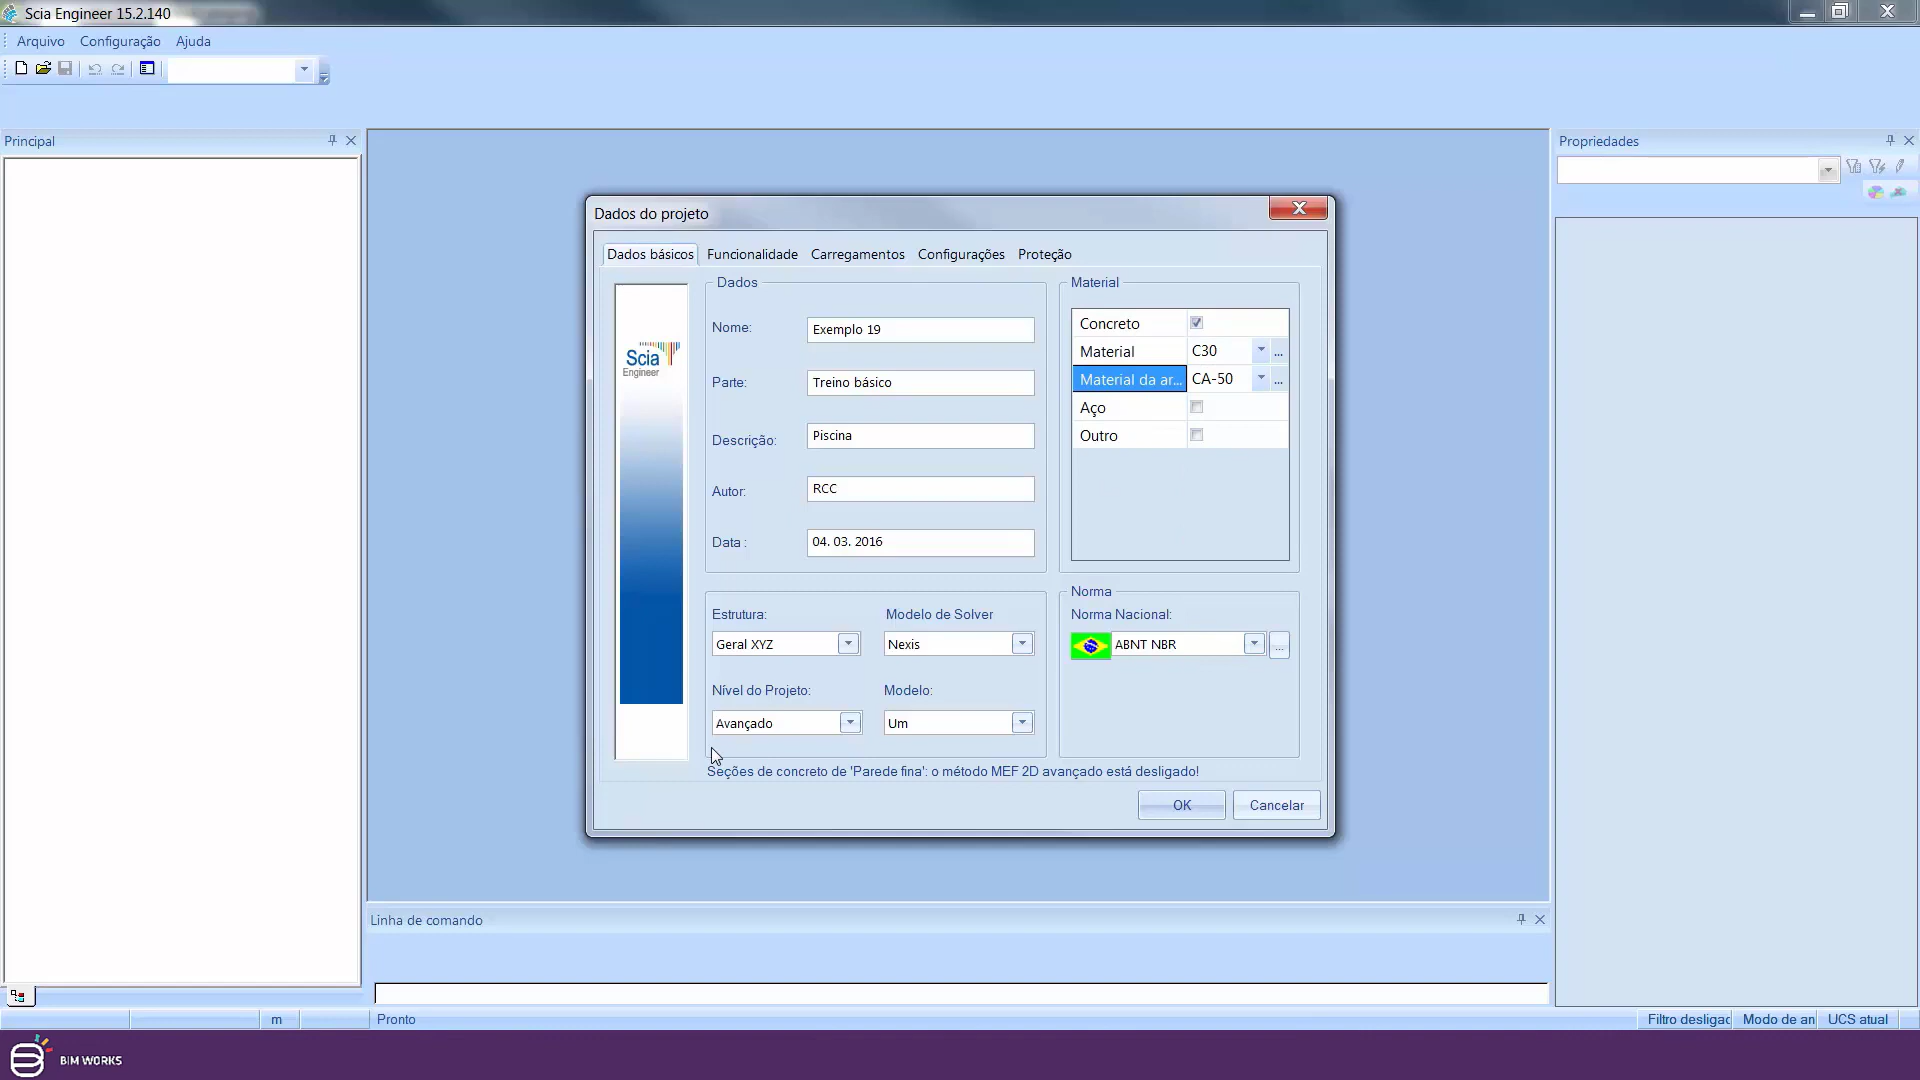 Scia Engineer 15.2.140
Arquivo Configuração Ajuda
Principal
Propriedades
Dados do projeto
Dados básicos Funcionalidade Carregamentos Configurações Proteção
Scia
Engineer
Dados
Nome: Exemplo 19
Parte: Treino básico
Descrição: Piscina
Autor: RCC
Data : 04. 03. 2016
Material
Concreto
Material C30 ...
Material da ar... CA-50 ...
Aço
Outro
Estrutura: Modelo de Solver
Geral XYZ Nexis
Nível do Projeto: Modelo:
Avançado Um
Norma
Norma Nacional:
ABNT NBR ...
Seções de concreto de 'Parede fina': o método MEF 2D avançado está desligado!
OK Cancelar
Linha de comando
m Pronto Filtro desligad Modo de an UCS atual
BIM WORKS